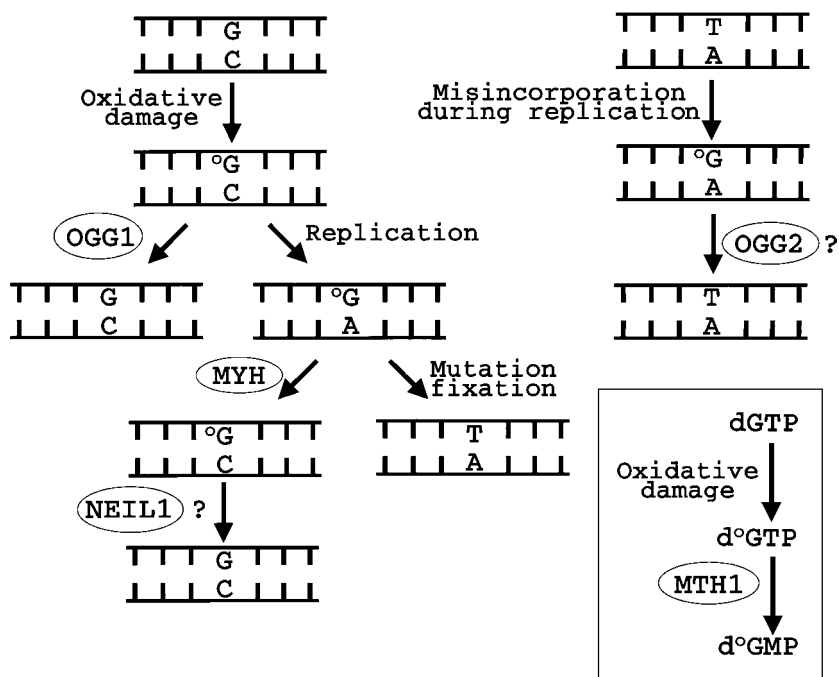 G
C
Oxidative
damage
°G
C
OGG1
Replication
G
C
°G
A
MYH
Mutation
fixation
°G
C
T
A
NEIL1 ?
G
C
T
A
Misincorporation
during replication
°G
A
OGG2 ?
T
A
dGTP
Oxidative
damage
d°GTP
MTH1
d°GMP